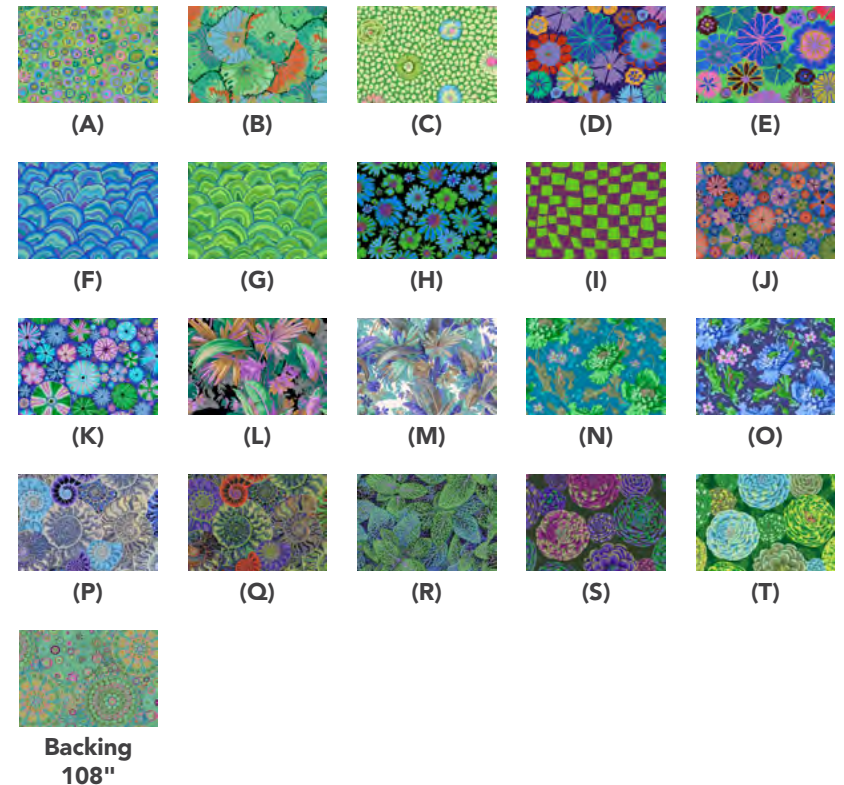 (A) (B) (C) (D) (E)
(F) (G) (H) (I) (J)
(K) (L) (M) (N) (O)
(P) (Q) (R) (S) (T)
Backing
108"